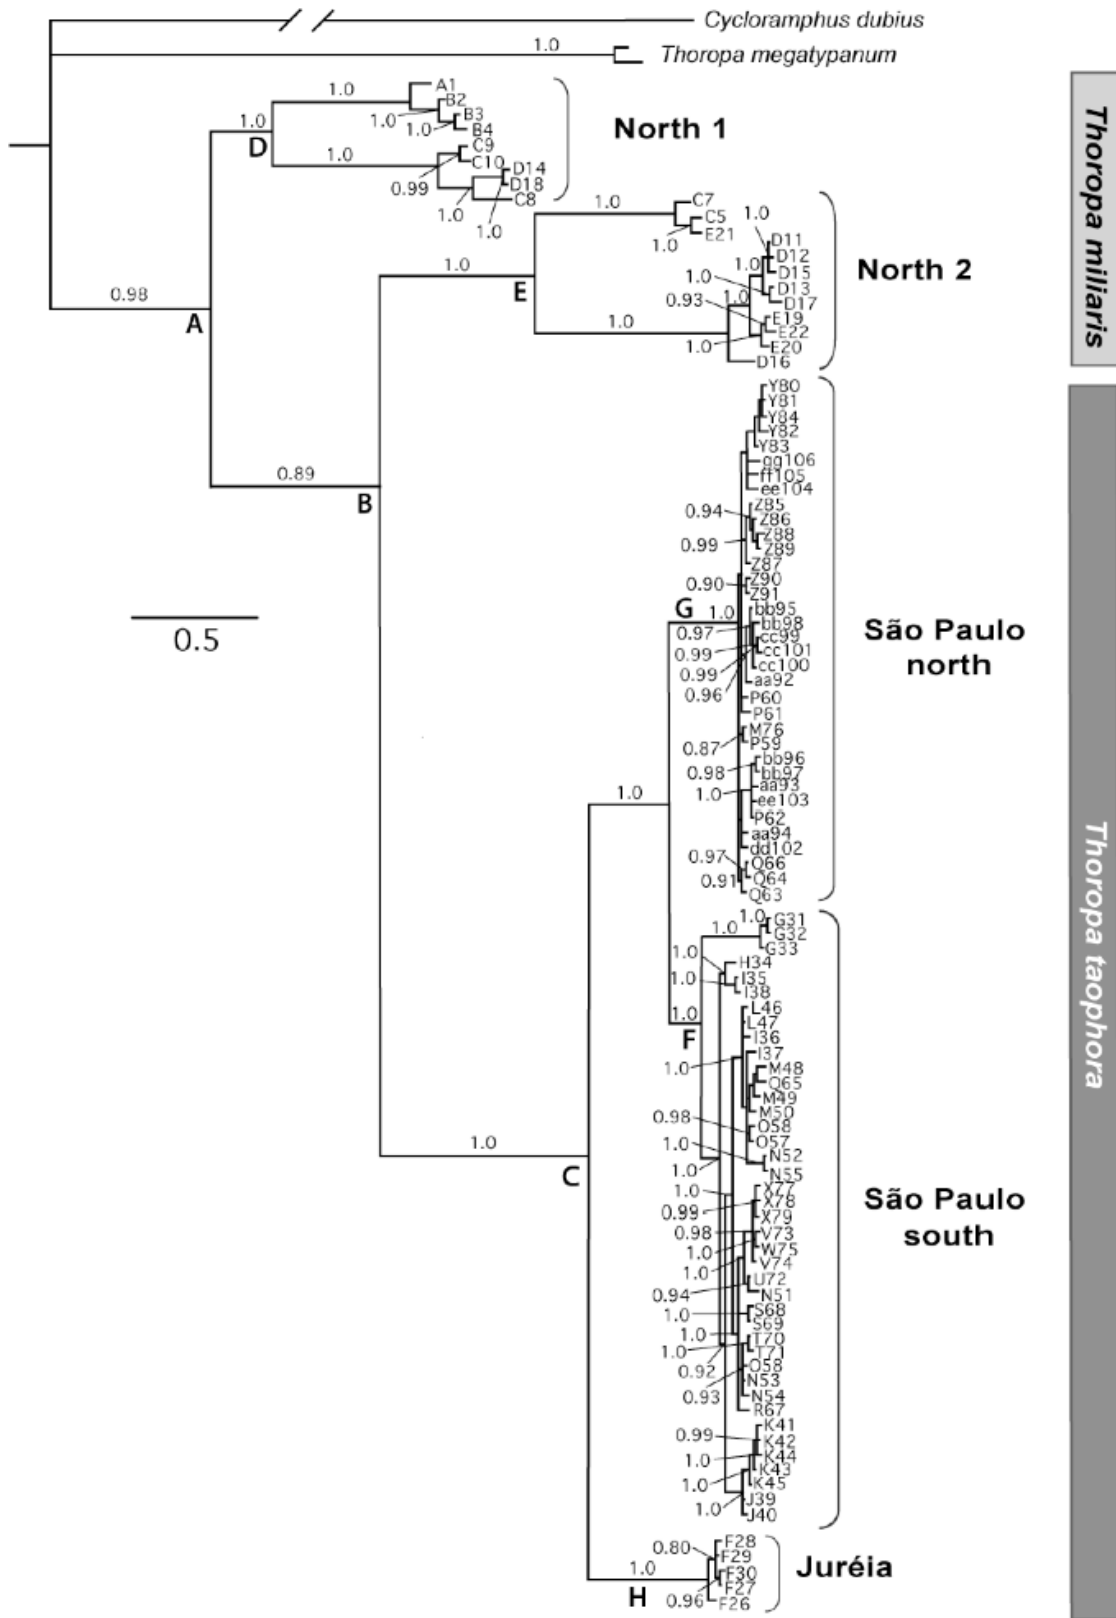 Cycloramphus dubius
1.0
Thoropa megatypanum
1.0
A1
B2
1.0
B3
1.0
B4
1.0
D
North 1
C9
1.0
C10
D14
0.99
D18
C8
1.0
1.0
1.0
C7
C5
1.0
E21
1.0
D11
D12
1.0
D15
1.0
E
1.0
D13
North 2
0.93
1.0
D17
E19
1.0
E22
1.0
E20
D16
0.98
A
Thoropa miliaris
Y80
Y81
Y84
Y82
Y83
gg106
ff105
ee104
0.89
B
Z85
0.94
Z86
Z88
0.99
Z89
Z87
Z90
0.90
Z91
G
1.0
bb95
0.97
bb98
cc99
0.99
cc101
cc100
0.99
aa92
0.96
P60
P61
M76
0.87
P59
bb96
0.98
bb97
aa93
1.0
ee103
P62
aa94
dd102
0.97
Q66
0.91
Q64
Q63
São Paulo
north
0.5
1.0
1.0
1.0
G31
G32
G33
1.0
H34
1.0
I35
I38
1.0
F
L46
L47
I36
I37
1.0
M48
Q65
M49
M50
0.98
O58
O57
1.0
N52
1.0
N55
1.0
X77
X78
0.99
X79
0.98
V73
1.0
W75
1.0
V74
U72
0.94
N51
1.0
S68
S69
1.0
T70
1.0
T71
0.92
O58
N53
0.93
N54
R67
K41
0.99
K42
1.0
K44
K43
1.0
K45
J39
1.0
J40
São Paulo
south
Thoropa taophora
1.0
C
F28
0.80
F29
1.0
F30
F27
H
0.96
F26
Juréia